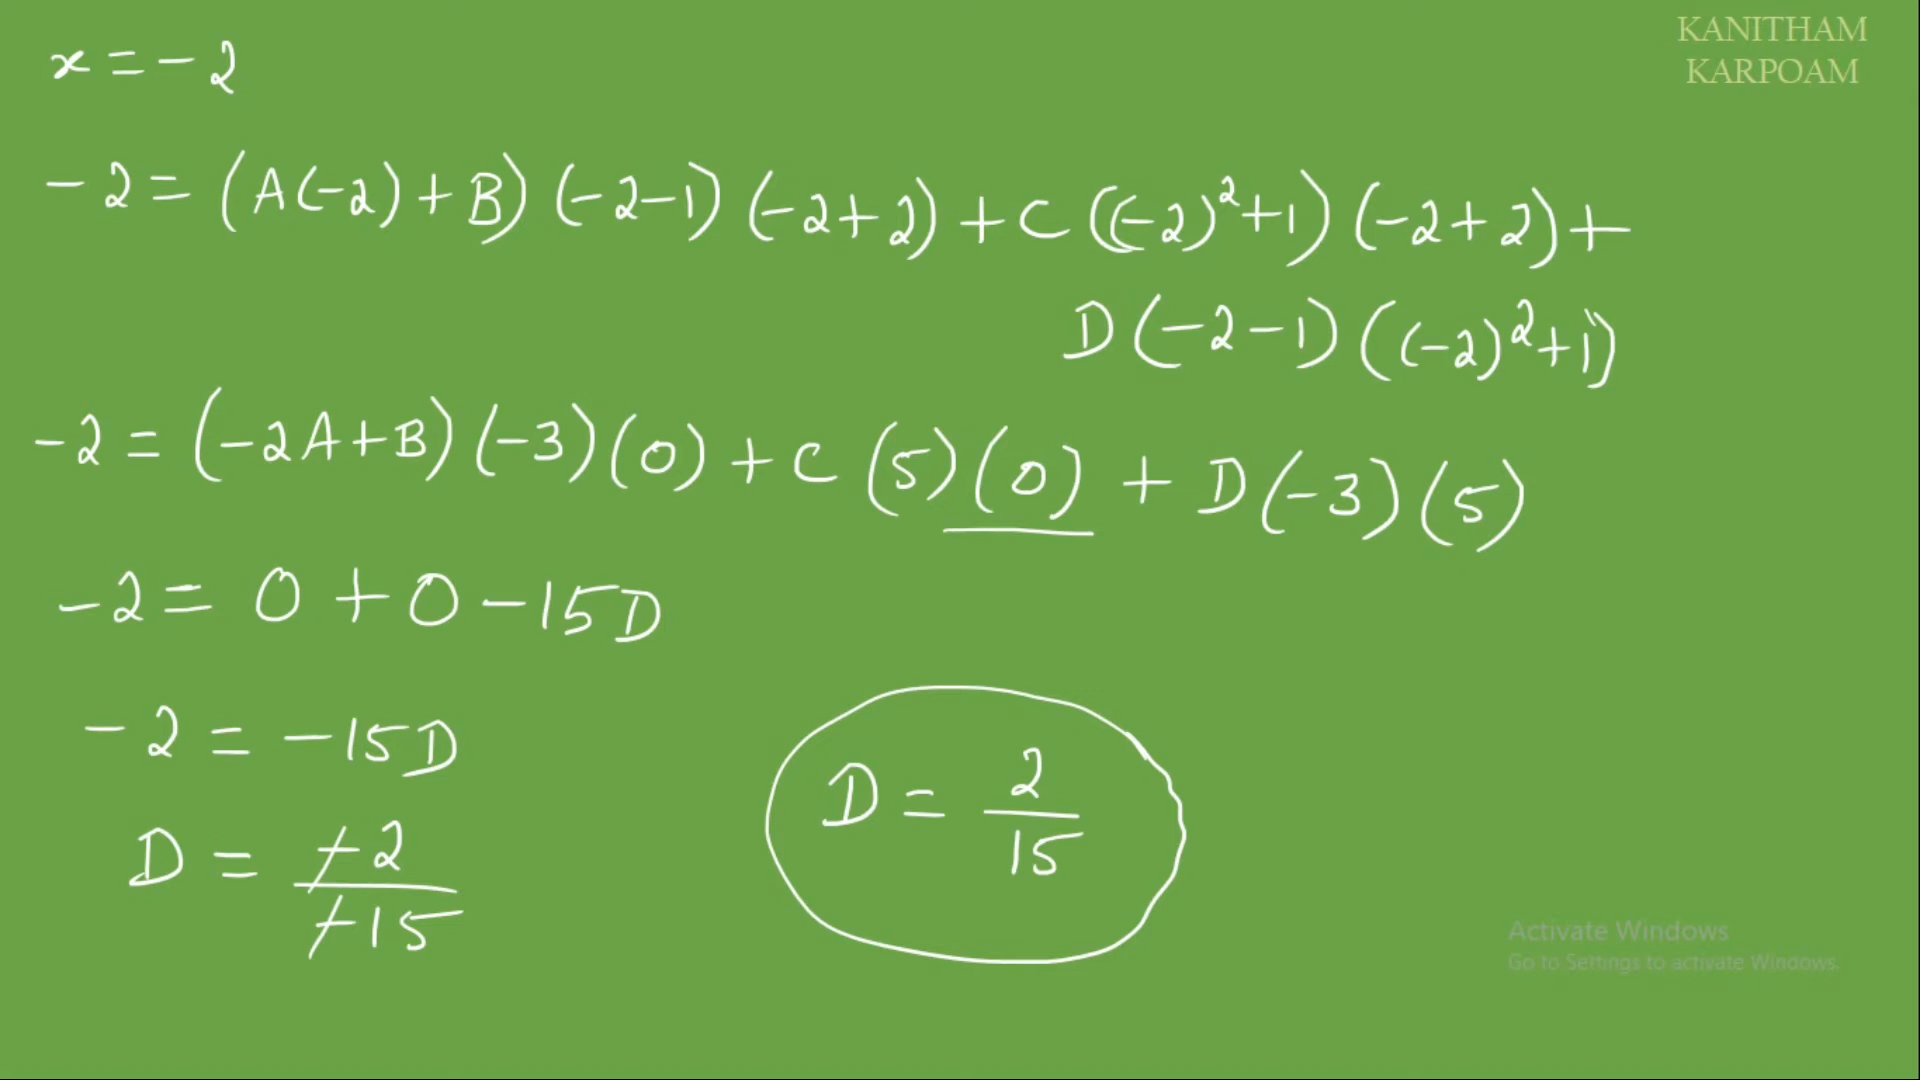 KANITHAM
KARPOAM
x = -2
-2 = (A(-2)+B)(-2-1)(-2+2)+C((-2)²+1)(-2+2)+
D(-2-1)((-2)²+1)
-2 = (-2A+B)(-3)(0)+C(5)(0)+D(-3)(5)
-2 = 0+0-15D
-2 = -15D
D = -2/-15
D = 2/15
Activate Windows
Go to Settings to activate Windows.